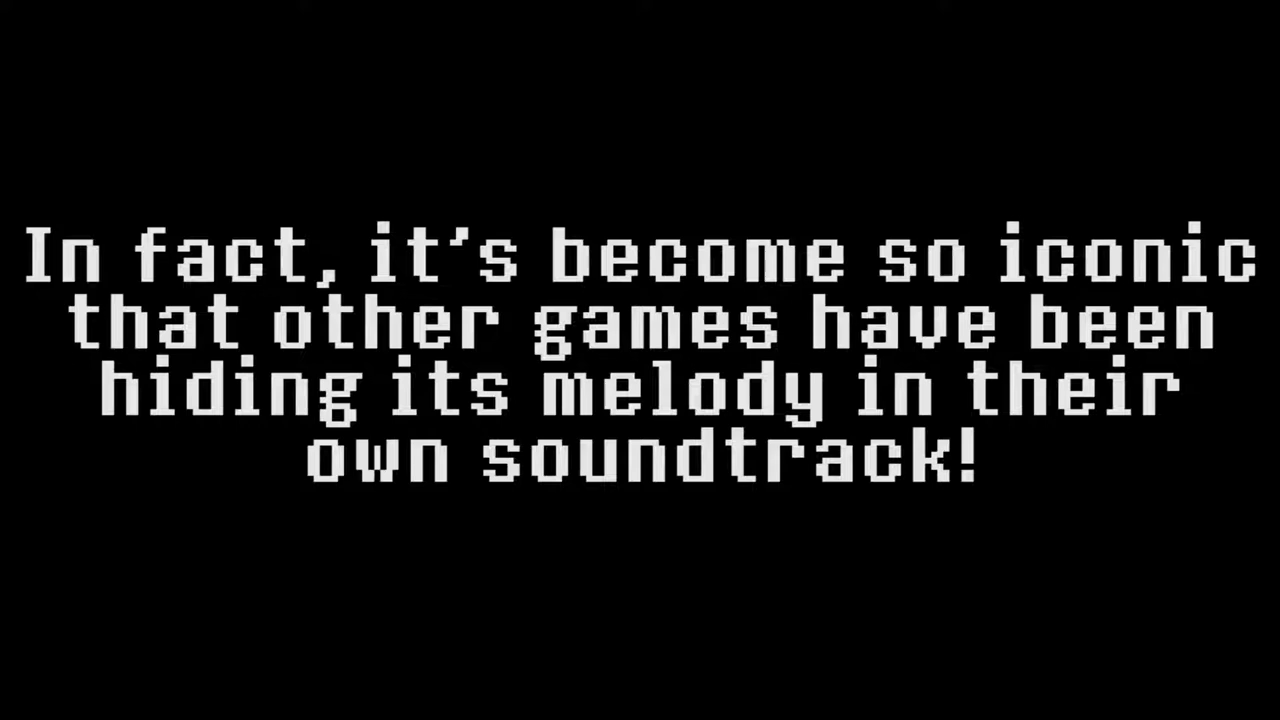 In fact, it's become so iconic
that other games have been
hiding its melody in their
own soundtrack!